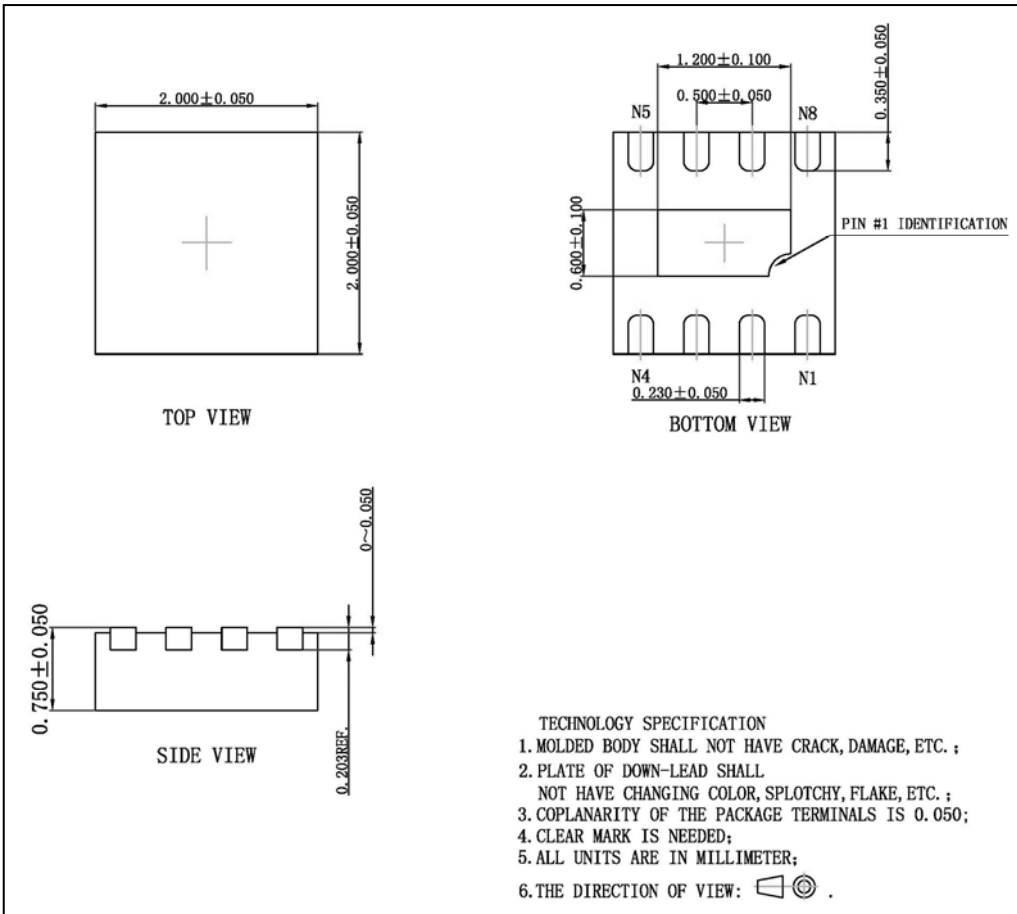 2.000±0.050
2.000±0.050
TOP VIEW
1.200±0.100
0.500±0.050
0.350±0.050
N5
N8
0.600±0.100
PIN #1 IDENTIFICATION
N4
N1
0.230±0.050
BOTTOM VIEW
0~0.050
0.750±0.050
0.203REF.
SIDE VIEW
TECHNOLOGY SPECIFICATION
1. MOLDED BODY SHALL NOT HAVE CRACK, DAMAGE, ETC. ;
2. PLATE OF DOWN-LEAD SHALL
NOT HAVE CHANGING COLOR, SPLOTCHY, FLAKE, ETC. ;
3. COPLANARITY OF THE PACKAGE TERMINALS IS 0.050;
4. CLEAR MARK IS NEEDED;
5. ALL UNITS ARE IN MILLIMETER;
6. THE DIRECTION OF VIEW: .